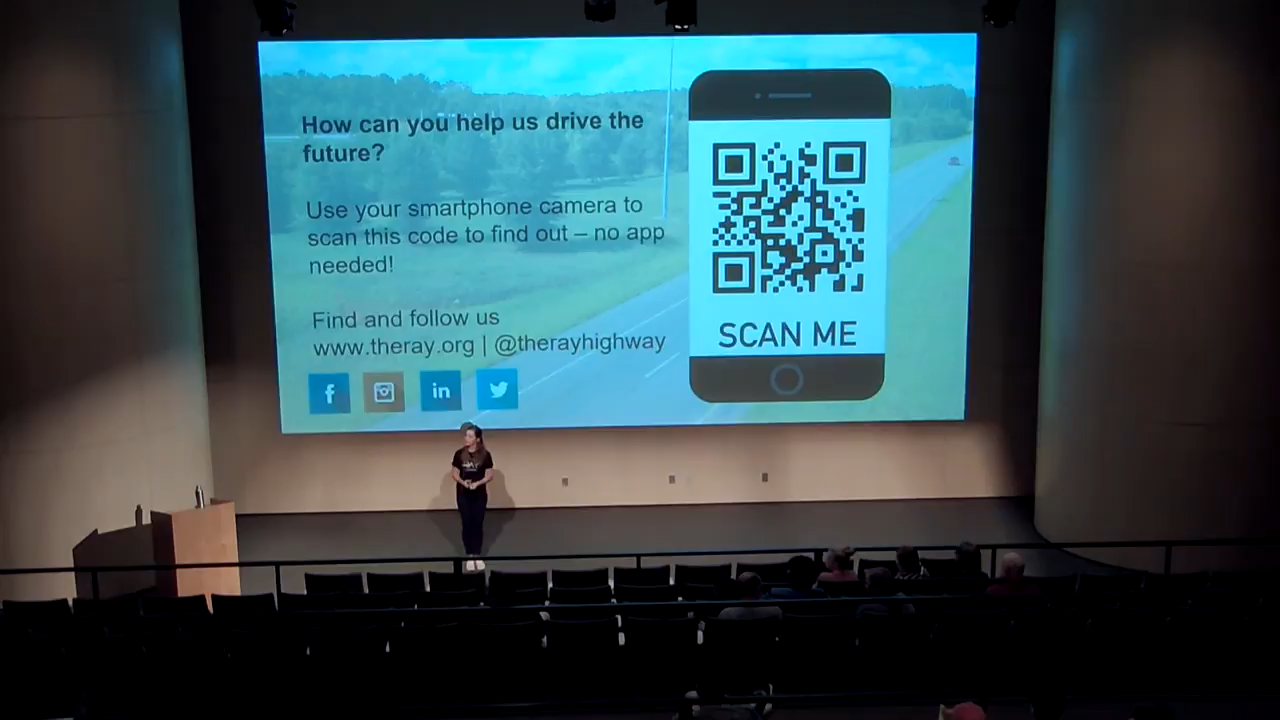 How can you help us drive the
future?
Use your smartphone camera to
scan this code to find out – no app
needed!
Find and follow us
www.theray.org | @therayhighway
f
in
SCAN ME